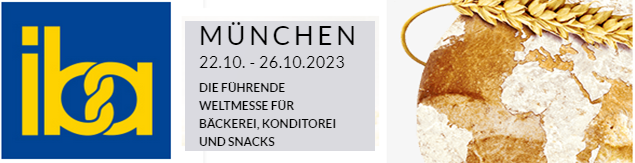 iba
MÜNCHEN
22.10. - 26.10.2023
DIE FÜHRENDE
WELTMESSE FÜR
BÄCKEREI, KONDITOREI
UND SNACKS